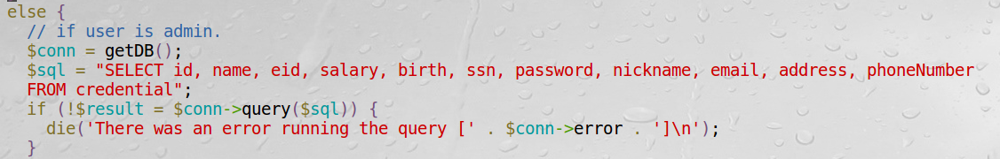 else {
  // if user is admin.
  $conn = getDB();
  $sql = "SELECT id, name, eid, salary, birth, ssn, password, nickname, email, address, phoneNumber
  FROM credential";
  if (!$result = $conn->query($sql)) {
    die('There was an error running the query [' . $conn->error . ']\n');
  }